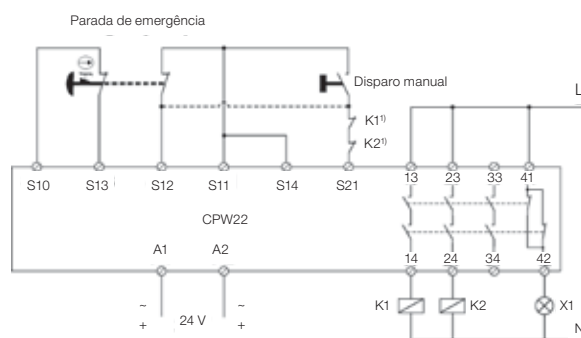 Parada de emergência
Disparo manual
L
K1¹⁾
K2¹⁾
S10 S13 S12 S11 S14 S21
13 23 33 41
CPW22
A1 A2
14 24 34 42
~ ~
+ 24 V +
K1 K2 X1
N